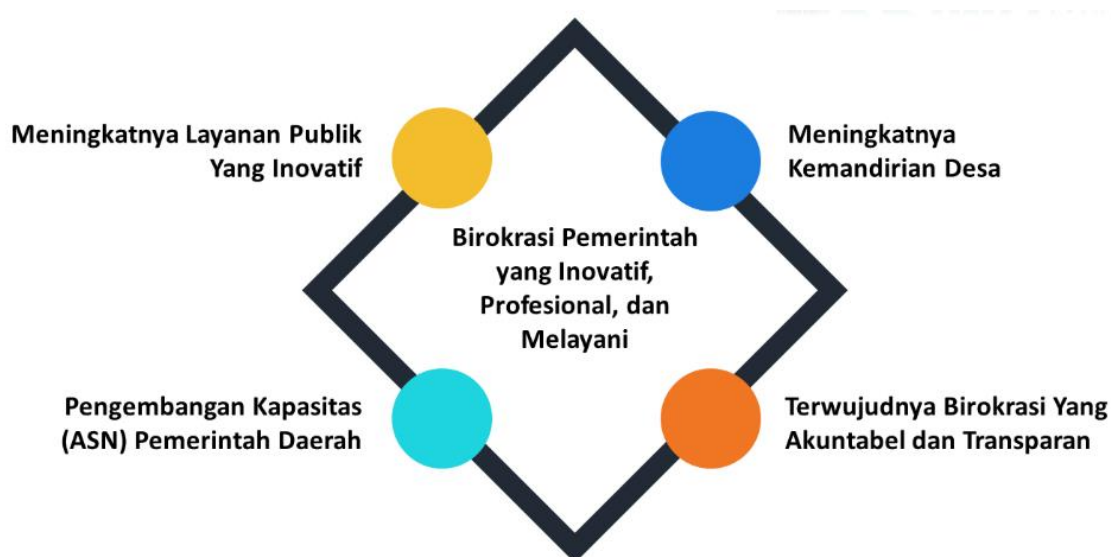 Meningkatnya Layanan Publik
Yang Inovatif
Meningkatnya
Kemandirian Desa
Birokrasi Pemerintah
yang Inovatif,
Profesional, dan
Melayani
Pengembangan Kapasitas
(ASN) Pemerintah Daerah
Terwujudnya Birokrasi Yang
Akuntabel dan Transparan